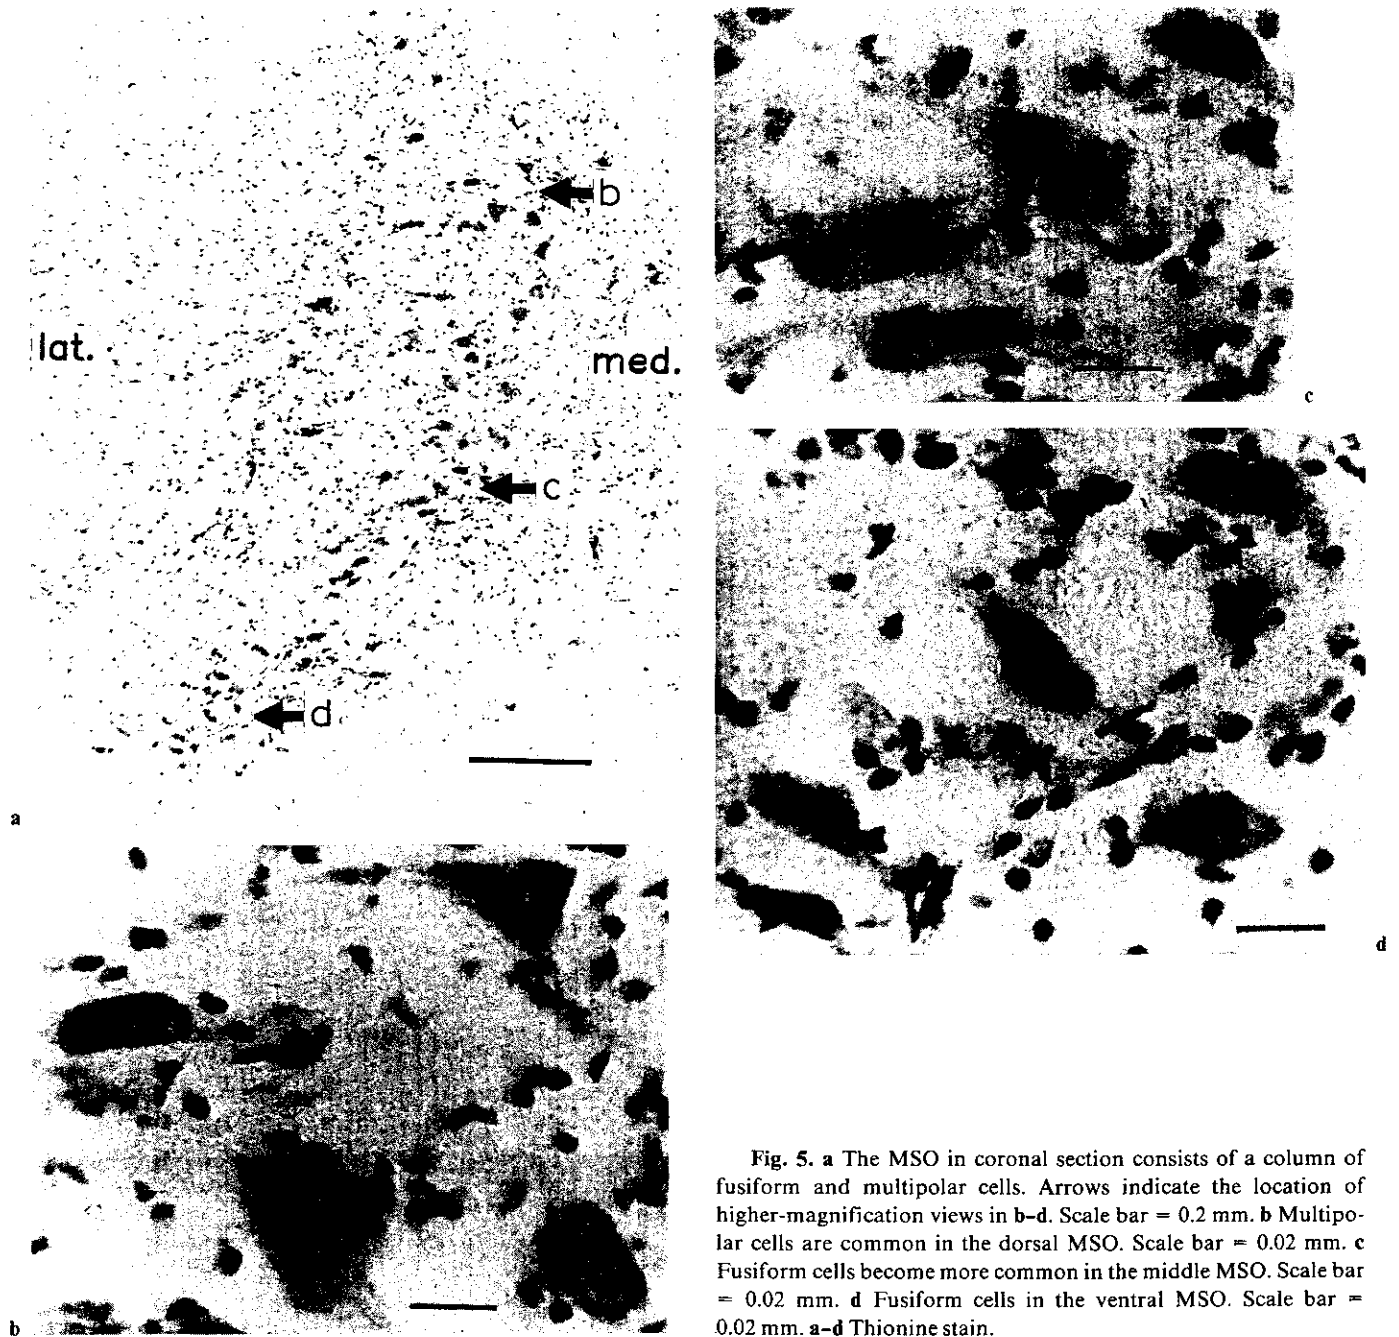 b
lat.
med.
c
d
a
c
d
b
Fig. 5. a The MSO in coronal section consists of a column of
fusiform and multipolar cells. Arrows indicate the location of
higher-magnification views in b–d. Scale bar = 0.2 mm. b Multipo-
lar cells are common in the dorsal MSO. Scale bar = 0.02 mm. c
Fusiform cells become more common in the middle MSO. Scale bar
= 0.02 mm. d Fusiform cells in the ventral MSO. Scale bar =
0.02 mm. a–d Thionine stain.